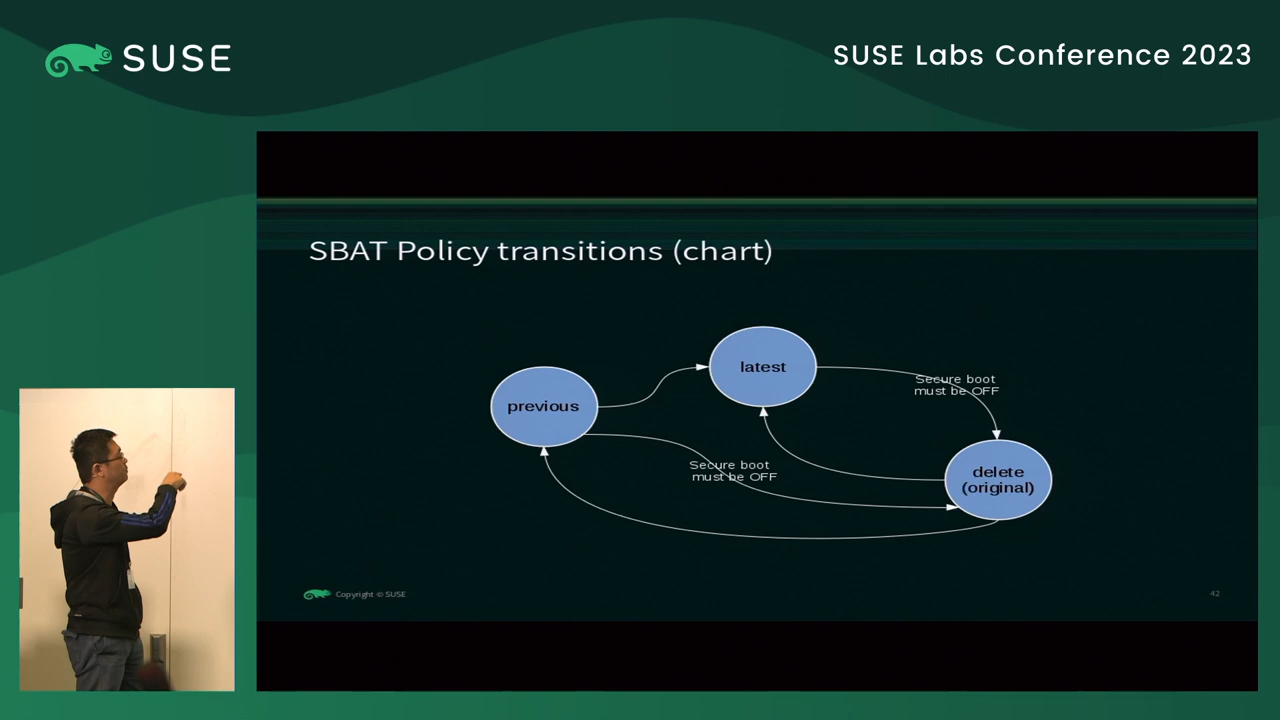 SUSE
SUSE Labs Conference 2023
SBAT Policy transitions (chart)
latest
previous
Secure boot
must be OFF
Secure boot
must be OFF
delete
(original)
Copyright © SUSE
42